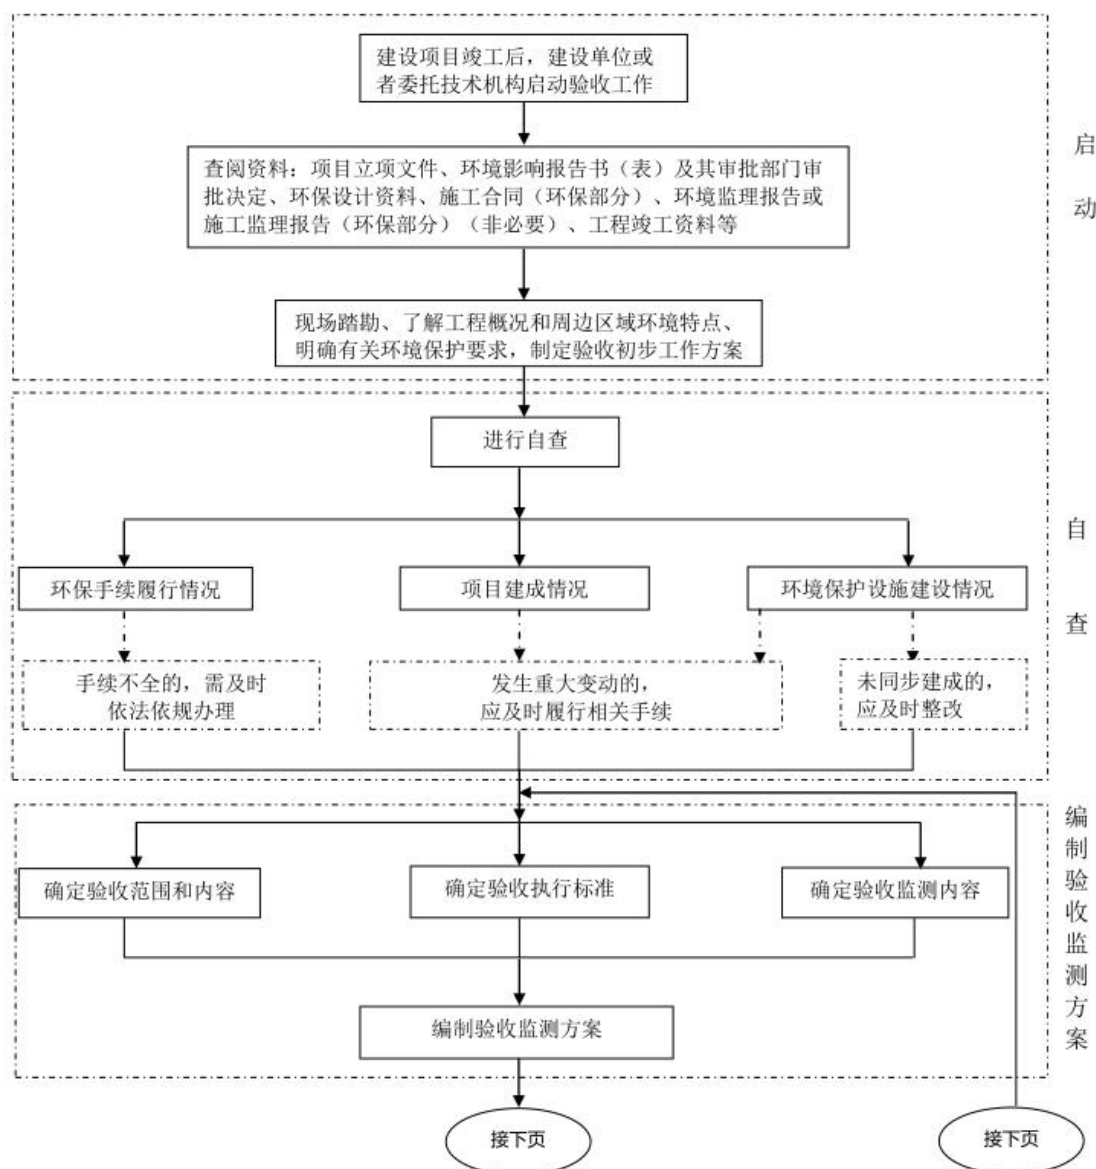 建设项目竣工后，建设单位或
者委托技术机构启动验收工作
启
动
查阅资料：项目立项文件、环境影响报告书（表）及其审批部门审
批决定、环保设计资料、施工合同（环保部分）、环境监理报告或
施工监理报告（环保部分）（非必要）、工程竣工资料等
现场踏勘、了解工程概况和周边区域环境特点、
明确有关环境保护要求，制定验收初步工作方案
进行自查
自
查
环保手续履行情况
项目建成情况
环境保护设施建设情况
手续不全的，需及时
依法依规办理
发生重大变动的，
应及时履行相关手续
未同步建成的，
应及时整改
编
制
验
收
监
测
方
案
确定验收范围和内容
确定验收执行标准
确定验收监测内容
编制验收监测方案
接下页
接下页